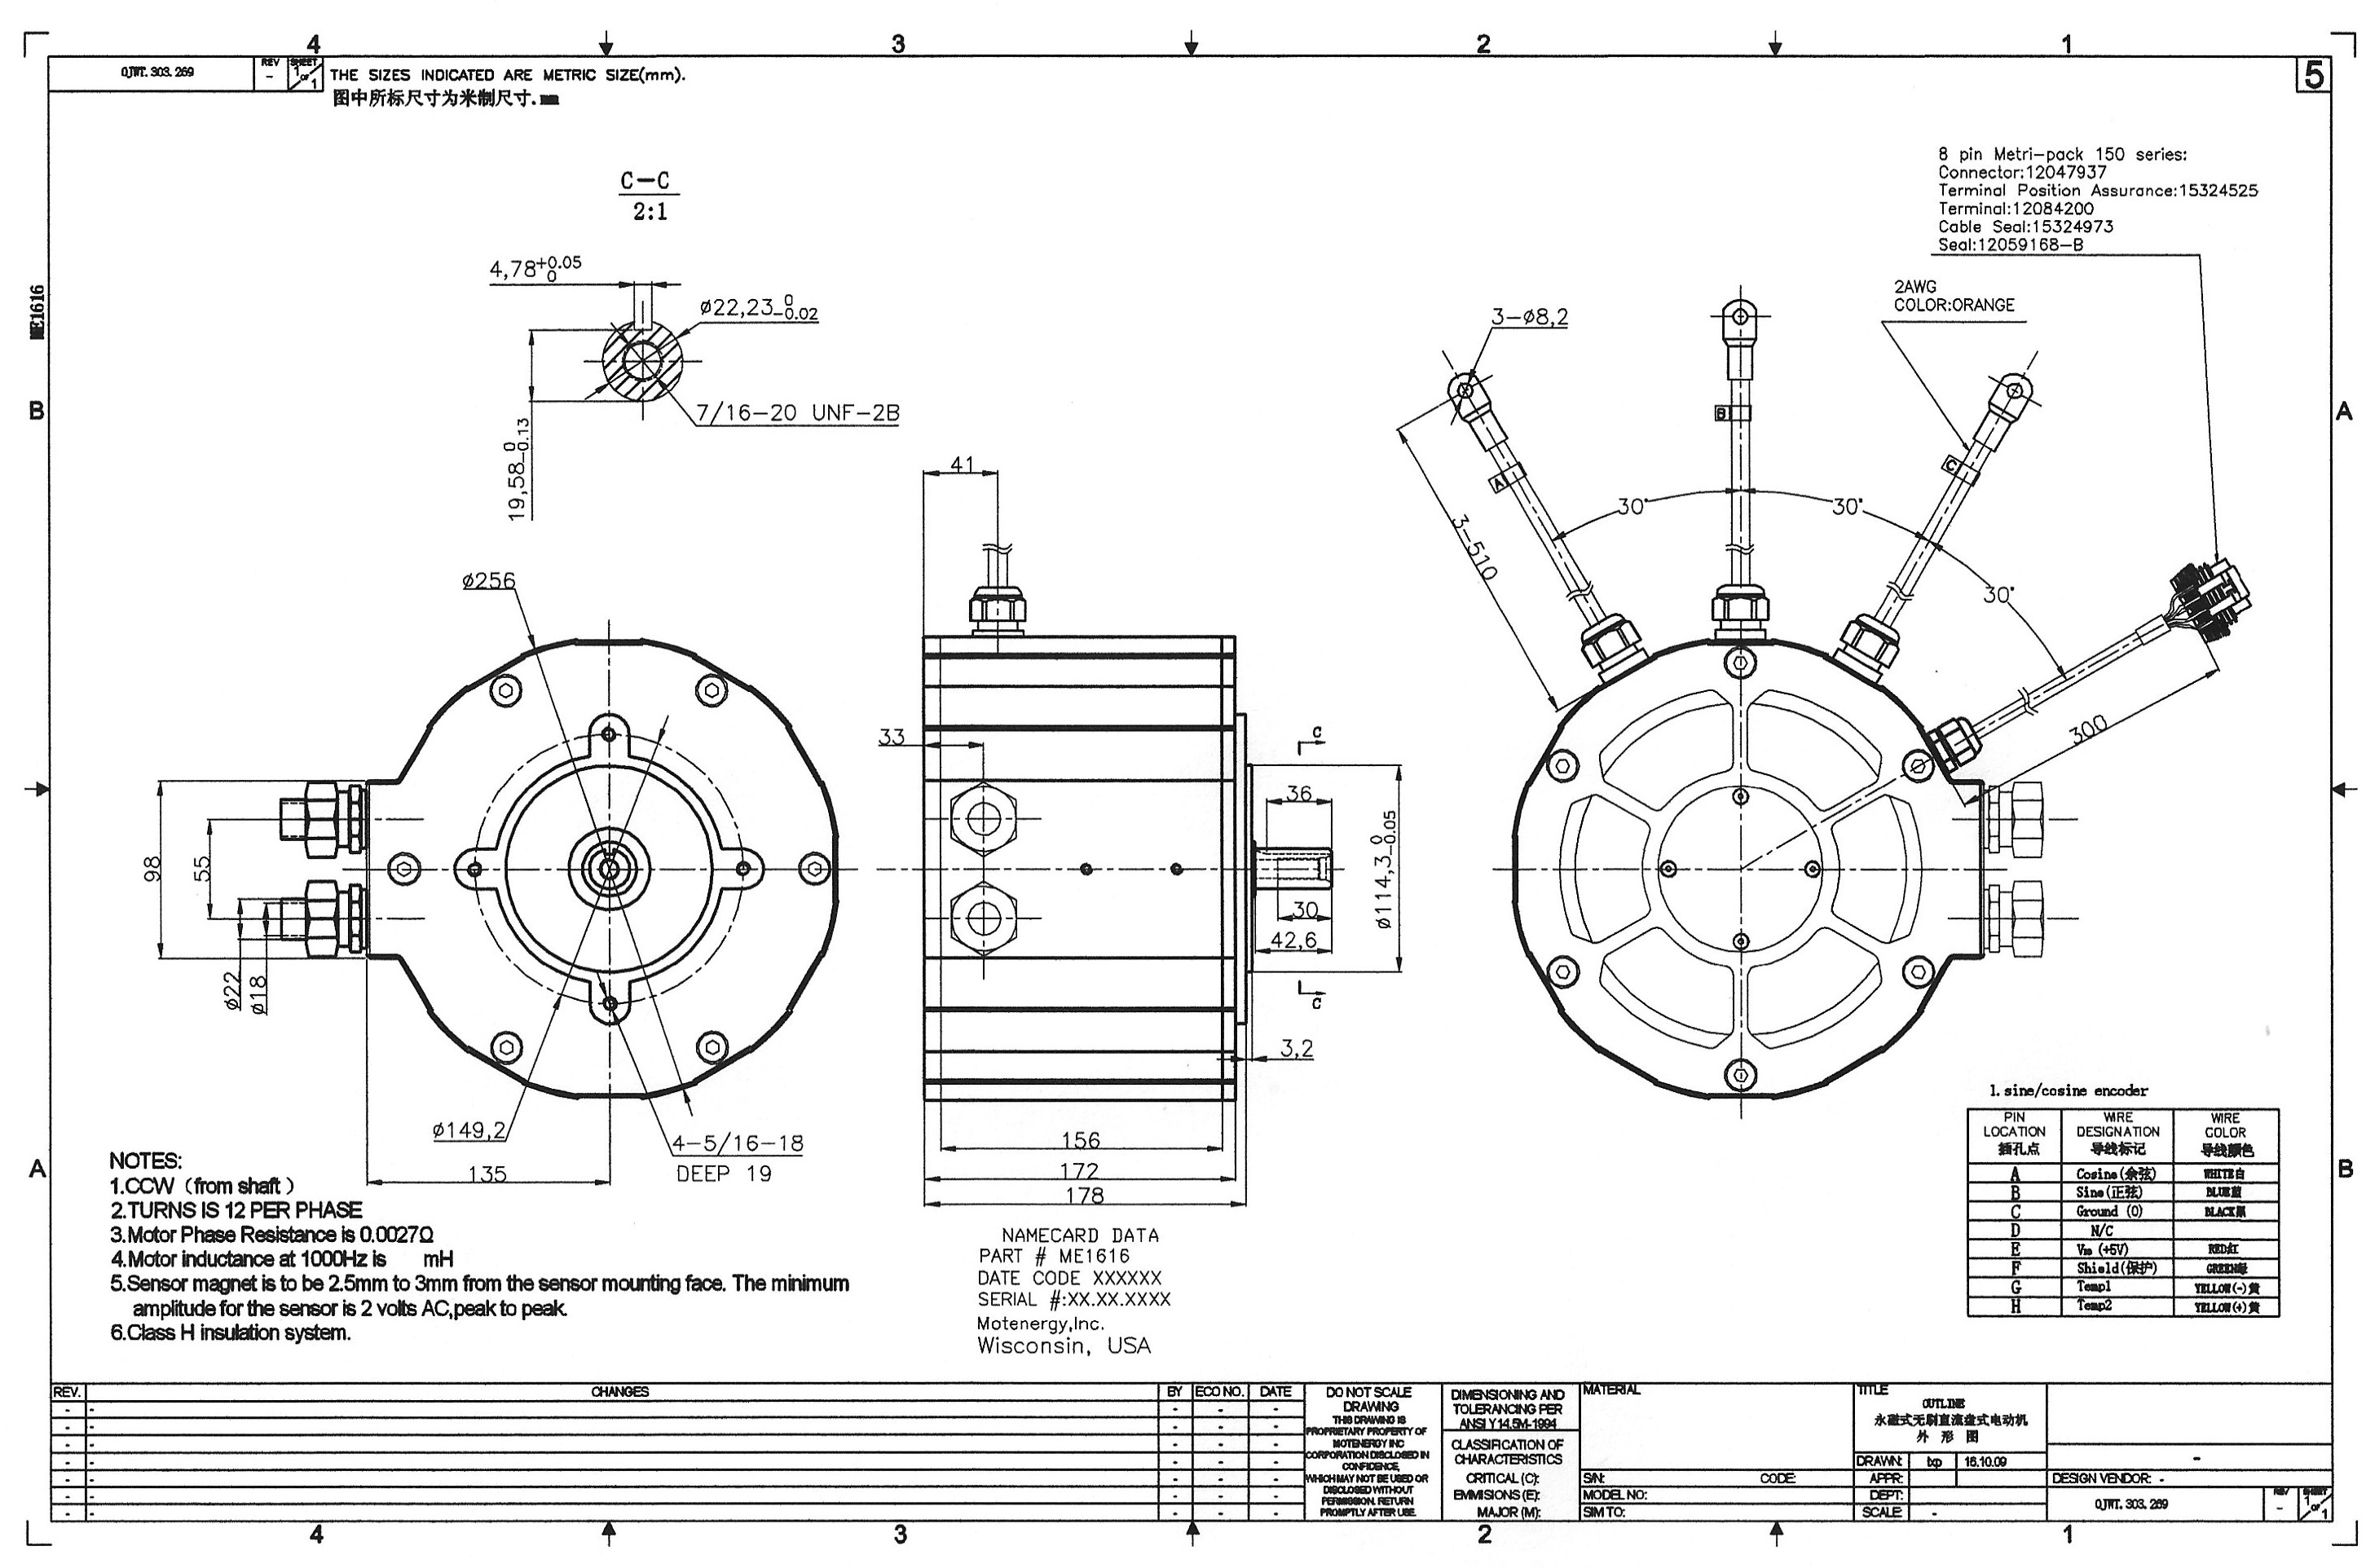 4
3
2
1
QJWT. 303. 269
REV
-
SHEET
1 OF 1
THE SIZES INDICATED ARE METRIC SIZE(mm).
图中所标尺寸为米制尺寸.mm
5
ME1616
B
A
C-C
2:1
4,78+0.05 0
ø22,23 0 -0.02
19,58 0 -0.13
7/16-20 UNF-2B
8 pin Metri-pack 150 series:
Connector:12047937
Terminal Position Assurance:15324525
Terminal:12084200
Cable Seal:15324973
Seal:12059168-B
2AWG
COLOR:ORANGE
3-ø8,2
A
B
C
30°
30°
30°
3-510
300
ø256
98
55
ø22
ø18
ø149,2
135
4-5/16-18
DEEP 19
41
33
C
C
36
30
42,6
ø114,3 0 -0.05
3,2
156
172
178
NOTES:
1.CCW（from shaft）
2.TURNS IS 12 PER PHASE
3.Motor Phase Resistance is 0.0027Ω
4.Motor inductance at 1000Hz is mH
5.Sensor magnet is to be 2.5mm to 3mm from the sensor mounting face. The minimum
amplitude for the sensor is 2 volts AC,peak to peak.
6.Class H insulation system.
NAMECARD DATA
PART # ME1616
DATE CODE XXXXXX
SERIAL #:XX.XX.XXXX
Motenergy,Inc.
Wisconsin, USA
1. sine/cosine encoder
PIN LOCATION 插孔点 WIRE DESIGNATION 导线标记 WIRE COLOR 导线颜色
A Cosine(余弦) WHITE白
B Sine(正弦) BLUE蓝
C Ground (0) BLACK黑
D N/C
E (+5V) RED红
F Shield(保护) GREEN绿
G Temp1 YELLOW(-)黄
H Temp2 YELLOW(+)黄
A
B
REV. CHANGES BY ECO NO. DATE
DO NOT SCALE
DRAWING
THIS DRAWING IS
PROPRIETARY PROPERTY OF
MOTENERGY INC
CORPORATION DISCLOSED IN
CONFIDENCE,
WHICH MAY NOT BE USED OR
DISCLOSED WITHOUT
PERMISSION. RETURN
PROMPTLY AFTER USE.
DIMENSIONING AND
TOLERANCING PER
ANSI Y14.5M-1994
CLASSIFICATION OF
CHARACTERISTICS
CRITICAL (C):
EMMISIONS (E):
MAJOR (M):
MATERIAL
S/N: CODE:
MODEL NO:
SIM TO:
TITLE
OUTLINE
永磁式无刷直流盘式电动机
外 形 图
DRAWN: txp 16.10.09
APPR:
DEPT:
SCALE: -
-
DESIGN VENDOR: -
QJWT. 303. 269
REV
-
SHEET
1 OF 1
4
3
2
1